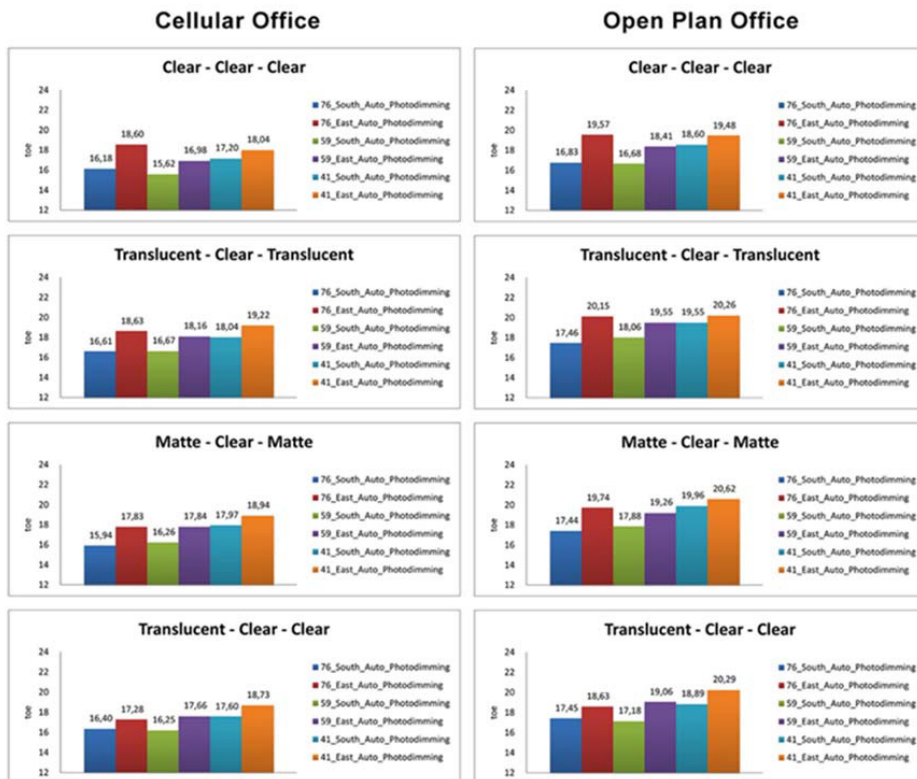 Cellular Office
Clear - Clear - Clear
24
22
20
18
16
14
12
toe
16,18
18,60
15,62
16,98
17,20
18,04
76_South_Auto_Photodimming
76_East_Auto_Photodimming
59_South_Auto_Photodimming
59_East_Auto_Photodimming
41_South_Auto_Photodimming
41_East_Auto_Photodimming
Translucent - Clear - Translucent
24
22
20
18
16
14
12
toe
16,61
18,63
16,67
18,16
18,04
19,22
76_South_Auto_Photodimming
76_East_Auto_Photodimming
59_South_Auto_Photodimming
59_East_Auto_Photodimming
41_South_Auto_Photodimming
41_East_Auto_Photodimming
Matte - Clear - Matte
24
22
20
18
16
14
12
toe
15,94
17,83
16,26
17,84
17,97
18,94
76_South_Auto_Photodimming
76_East_Auto_Photodimming
59_South_Auto_Photodimming
59_East_Auto_Photodimming
41_South_Auto_Photodimming
41_East_Auto_Photodimming
Translucent - Clear - Clear
24
22
20
18
16
14
12
toe
16,40
17,28
16,25
17,66
17,60
18,73
76_South_Auto_Photodimming
76_East_Auto_Photodimming
59_South_Auto_Photodimming
59_East_Auto_Photodimming
41_South_Auto_Photodimming
41_East_Auto_Photodimming
Open Plan Office
Clear - Clear - Clear
24
22
20
18
16
14
12
toe
16,83
19,57
16,68
18,41
18,60
19,48
76_South_Auto_Photodimming
76_East_Auto_Photodimming
59_South_Auto_Photodimming
59_East_Auto_Photodimming
41_South_Auto_Photodimming
41_East_Auto_Photodimming
Translucent - Clear - Translucent
24
22
20
18
16
14
12
toe
17,46
20,15
18,06
19,55
19,55
20,26
76_South_Auto_Photodimming
76_East_Auto_Photodimming
59_South_Auto_Photodimming
59_East_Auto_Photodimming
41_South_Auto_Photodimming
41_East_Auto_Photodimming
Matte - Clear - Matte
24
22
20
18
16
14
12
toe
17,44
19,74
17,88
19,26
19,96
20,62
76_South_Auto_Photodimming
76_East_Auto_Photodimming
59_South_Auto_Photodimming
59_East_Auto_Photodimming
41_South_Auto_Photodimming
41_East_Auto_Photodimming
Translucent - Clear - Clear
24
22
20
18
16
14
12
toe
17,45
18,63
17,18
19,06
18,89
20,29
76_South_Auto_Photodimming
76_East_Auto_Photodimming
59_South_Auto_Photodimming
59_East_Auto_Photodimming
41_South_Auto_Photodimming
41_East_Auto_Photodimming